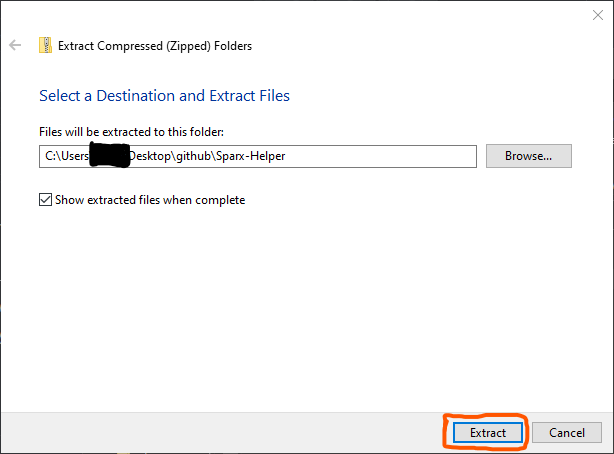 Extract Compressed (Zipped) Folders
Select a Destination and Extract Files
Files will be extracted to this folder:
C:\Users Desktop\github\Sparx-Helper
Browse...
Show extracted files when complete
Extract Cancel